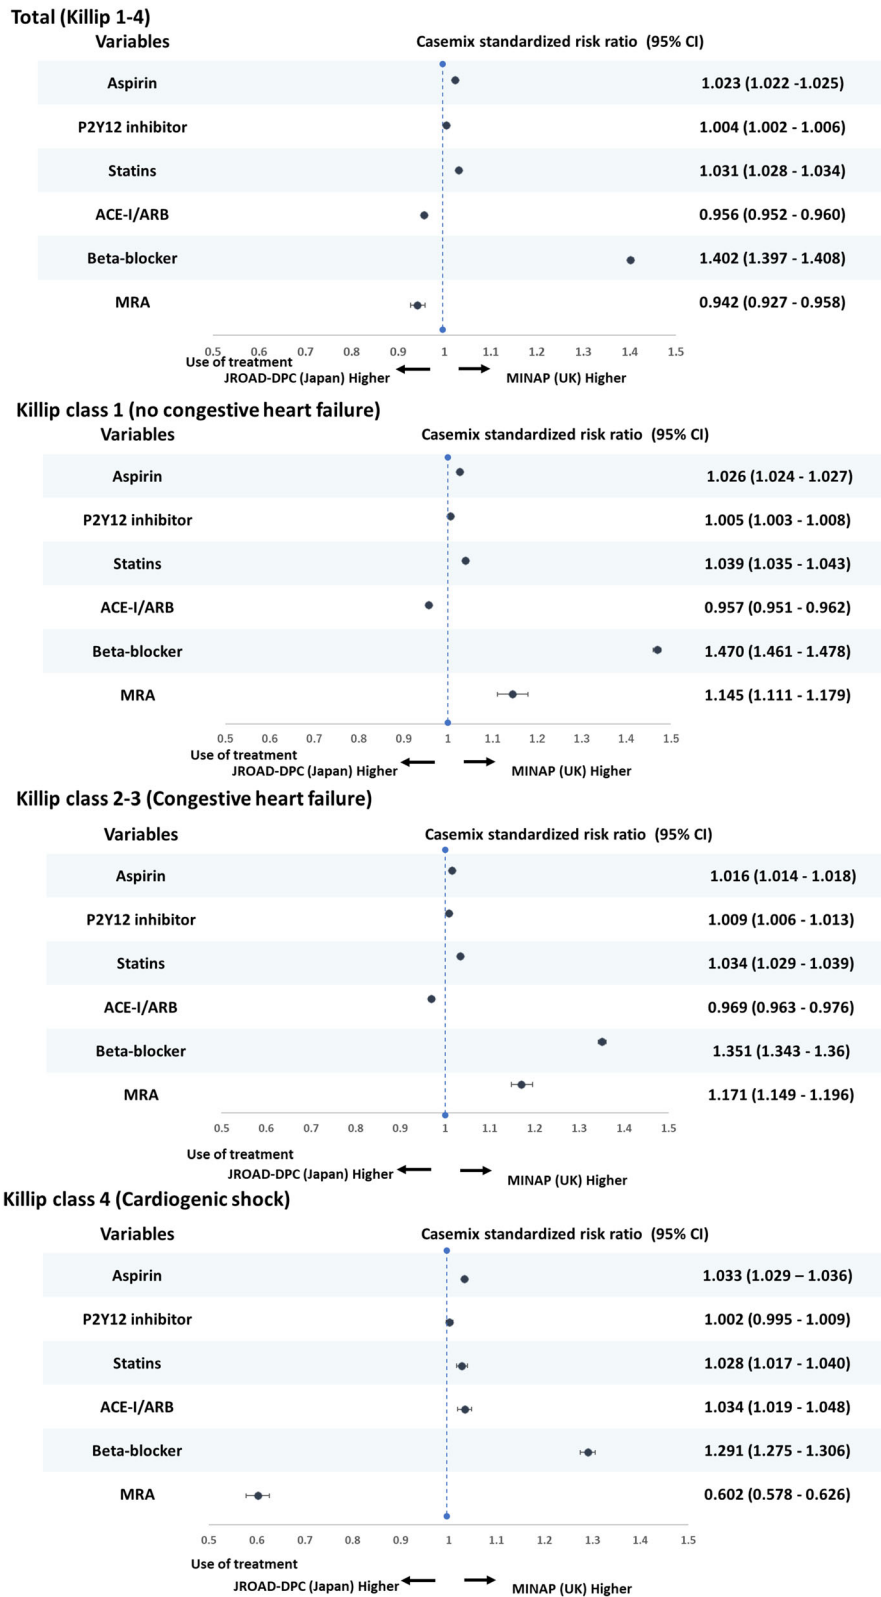 Total (Killip 1-4)
Variables Casemix standardized risk ratio (95% CI)
Aspirin 1.023 (1.022 -1.025)
P2Y12 inhibitor 1.004 (1.002 - 1.006)
Statins 1.031 (1.028 - 1.034)
ACE-I/ARB 0.956 (0.952 - 0.960)
Beta-blocker 1.402 (1.397 - 1.408)
MRA 0.942 (0.927 - 0.958)
0.5 0.6 0.7 0.8 0.9 1 1.1 1.2 1.3 1.4 1.5
Use of treatment
JROAD-DPC (Japan) Higher MINAP (UK) Higher
Killip class 1 (no congestive heart failure)
Variables Casemix standardized risk ratio (95% CI)
Aspirin 1.026 (1.024 - 1.027)
P2Y12 inhibitor 1.005 (1.003 - 1.008)
Statins 1.039 (1.035 - 1.043)
ACE-I/ARB 0.957 (0.951 - 0.962)
Beta-blocker 1.470 (1.461 - 1.478)
MRA 1.145 (1.111 - 1.179)
0.5 0.6 0.7 0.8 0.9 1 1.1 1.2 1.3 1.4 1.5
Use of treatment
JROAD-DPC (Japan) Higher MINAP (UK) Higher
Killip class 2-3 (Congestive heart failure)
Variables Casemix standardized risk ratio (95% CI)
Aspirin 1.016 (1.014 - 1.018)
P2Y12 inhibitor 1.009 (1.006 - 1.013)
Statins 1.034 (1.029 - 1.039)
ACE-I/ARB 0.969 (0.963 - 0.976)
Beta-blocker 1.351 (1.343 - 1.36)
MRA 1.171 (1.149 - 1.196)
0.5 0.6 0.7 0.8 0.9 1 1.1 1.2 1.3 1.4 1.5
Use of treatment
JROAD-DPC (Japan) Higher MINAP (UK) Higher
Killip class 4 (Cardiogenic shock)
Variables Casemix standardized risk ratio (95% CI)
Aspirin 1.033 (1.029 – 1.036)
P2Y12 inhibitor 1.002 (0.995 - 1.009)
Statins 1.028 (1.017 - 1.040)
ACE-I/ARB 1.034 (1.019 - 1.048)
Beta-blocker 1.291 (1.275 - 1.306)
MRA 0.602 (0.578 - 0.626)
0.5 0.6 0.7 0.8 0.9 1 1.1 1.2 1.3 1.4 1.5
Use of treatment
JROAD-DPC (Japan) Higher MINAP (UK) Higher